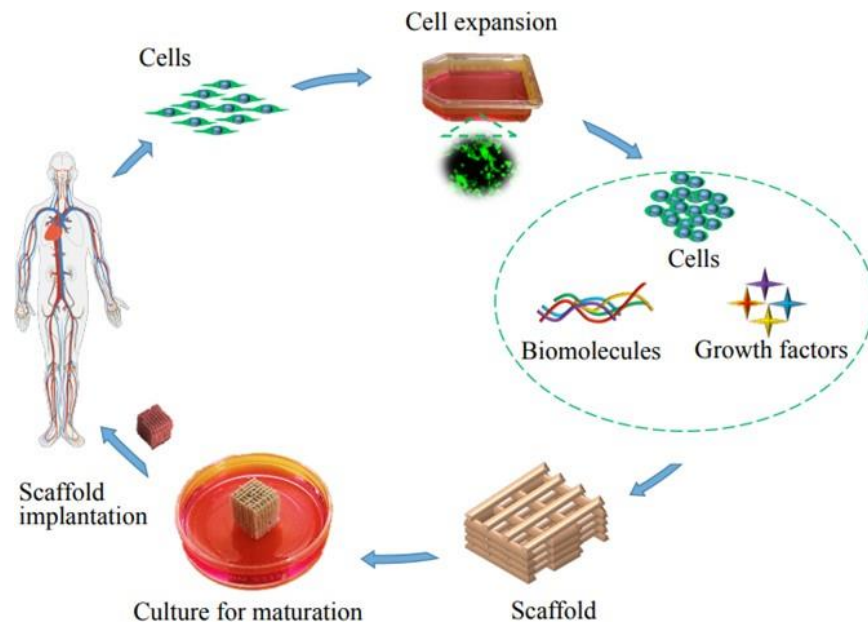 Cell expansion
Cells
Cells
Biomolecules
Growth factors
Scaffold
implantation
Culture for maturation
Scaffold